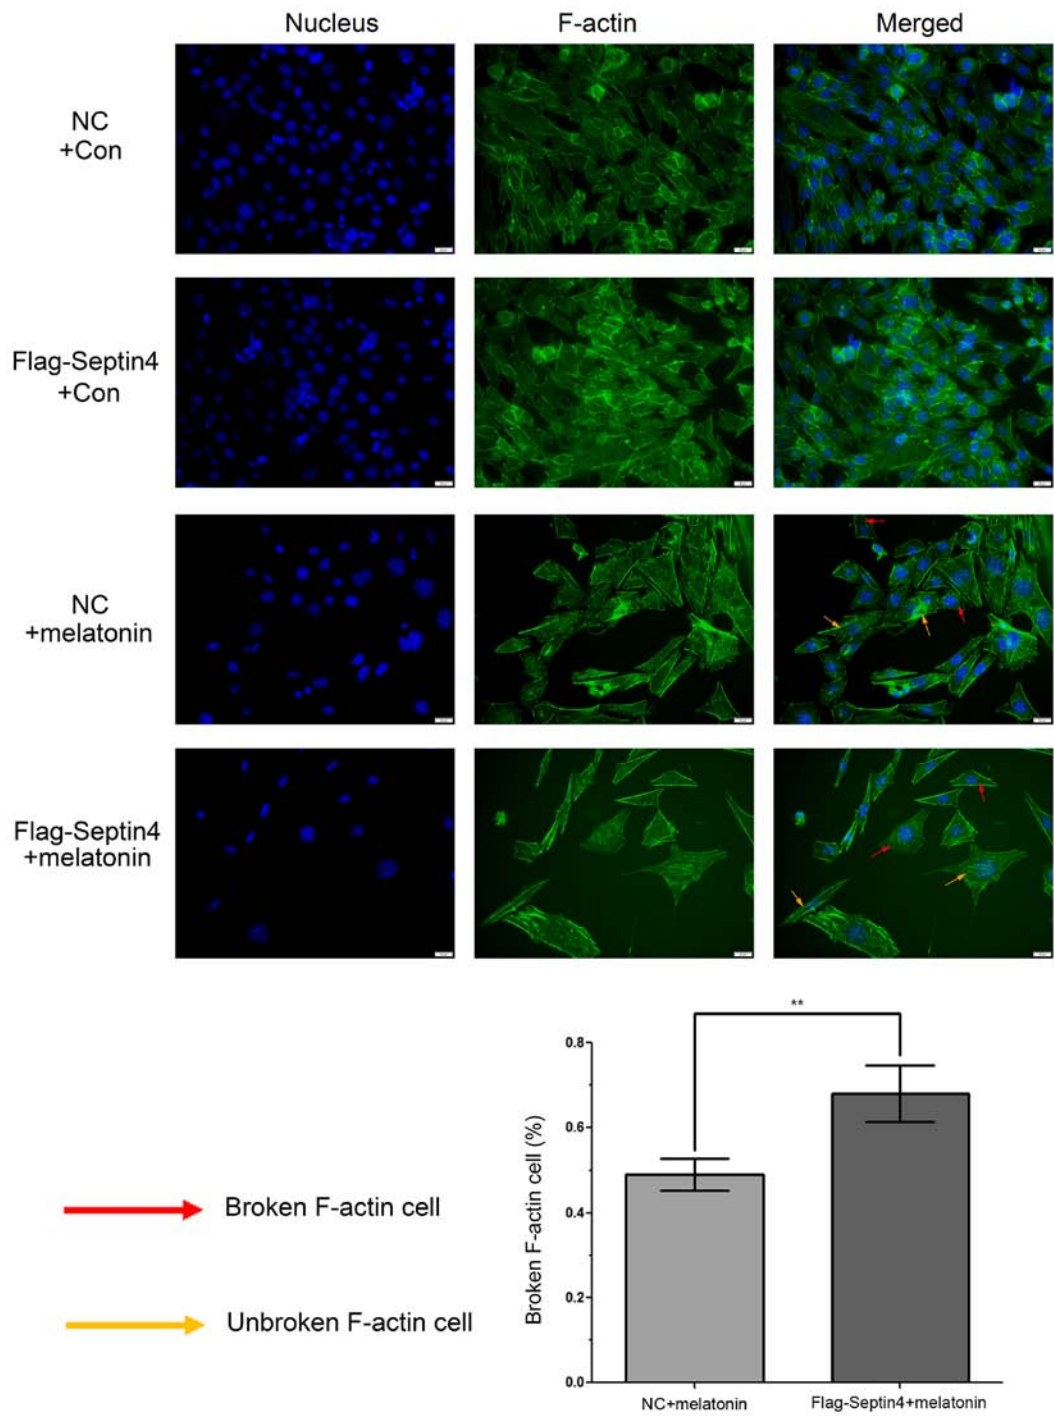 Nucleus
F-actin
Merged
NC
+Con
Flag-Septin4
+Con
NC
+melatonin
Flag-Septin4
+melatonin
**
0.8
0.6
0.4
0.2
0.0
Broken F-actin cell (%)
NC+melatonin
Flag-Septin4+melatonin
Broken F-actin cell
Unbroken F-actin cell